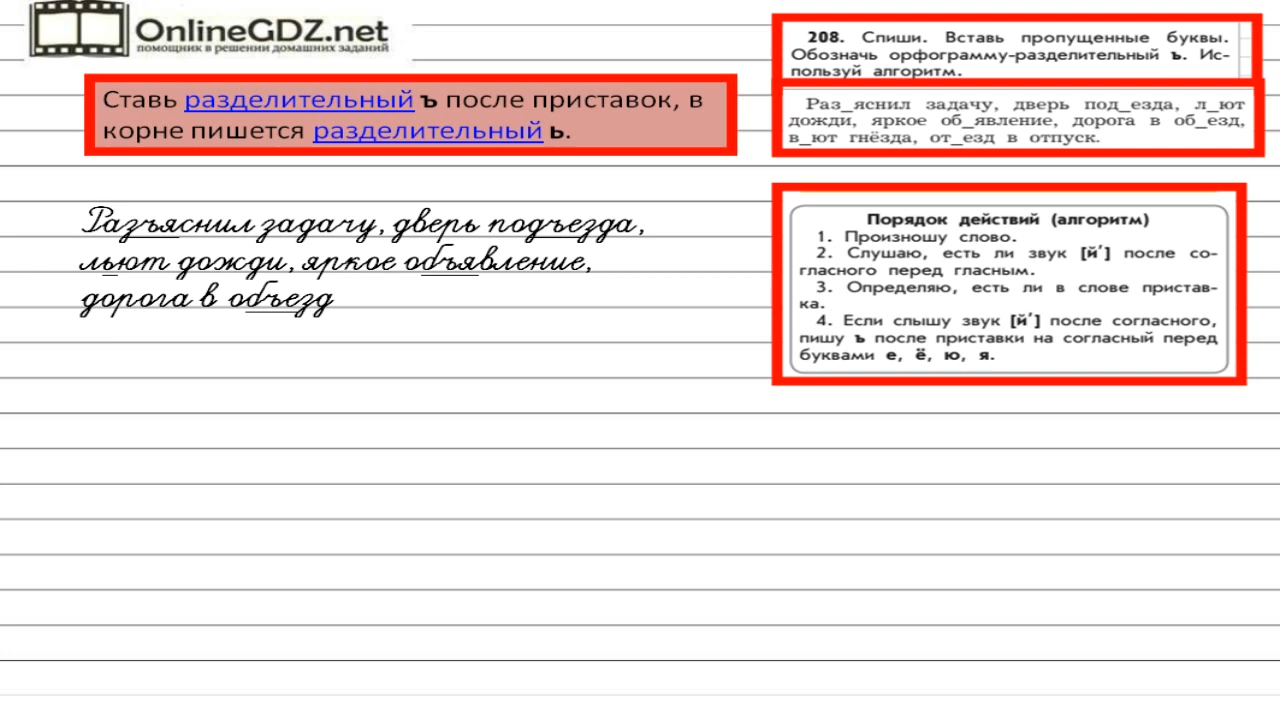 OnlineGDZ.net
помощник в решении домашних заданий
Ставь разделительный ъ после приставок, в
корне пишется разделительный ь.
208. Спиши. Вставь пропущенные буквы.
Обозначь орфограмму-разделительный ъ. Ис-
пользуй алгоритм.
Раз_яснил задачу, дверь под_езда, л_ют
дожди, яркое об_явление, дорога в об_езд,
в_ют гнёзда, от_езд в отпуск.
Разъяснил задачу, дверь подъезда,
льют дожди, яркое объявление,
дорога в объезд
Порядок действий (алгоритм)
1. Произношу слово.
2. Слушаю, есть ли звук [й′] после со-
гласного перед гласным.
3. Определяю, есть ли в слове пристав-
ка.
4. Если слышу звук [й′] после согласного,
пишу ъ после приставки на согласный перед
буквами е, ё, ю, я.